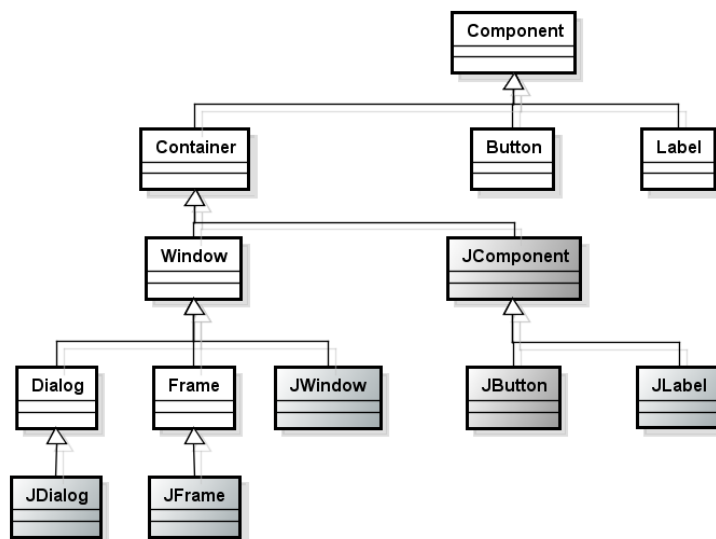 Component
Container
Button
Label
Window
JComponent
Dialog
Frame
JWindow
JButton
JLabel
JDialog
JFrame